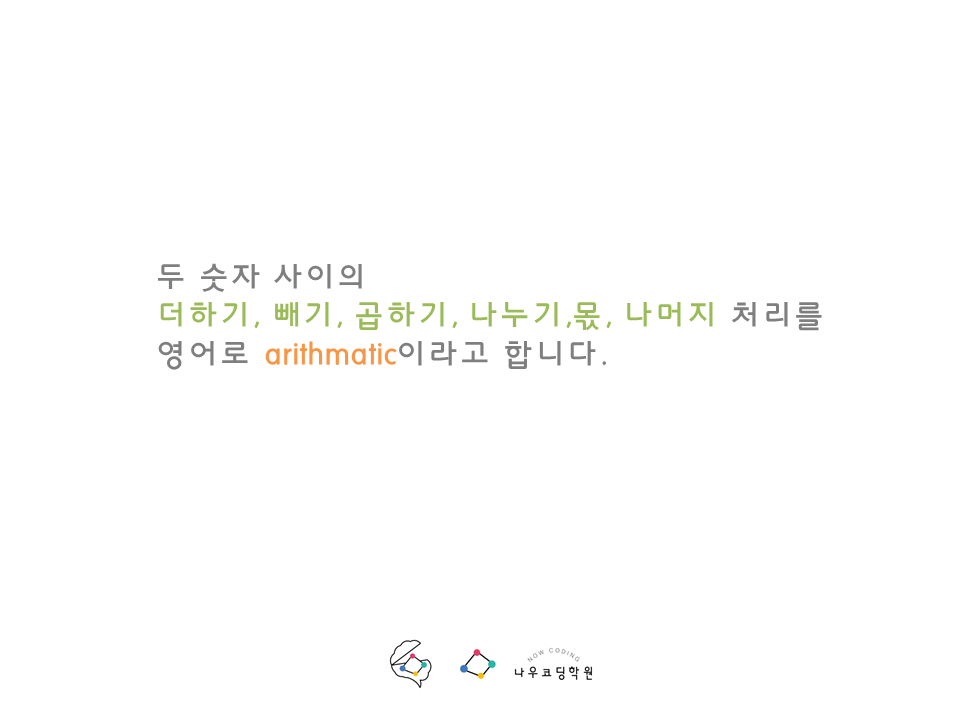 두 숫자 사이의
더하기, 빼기, 곱하기, 나누기,몫, 나머지 처리를
영어로 arithmatic이라고 합니다.
NOW CODING
나우코딩학원